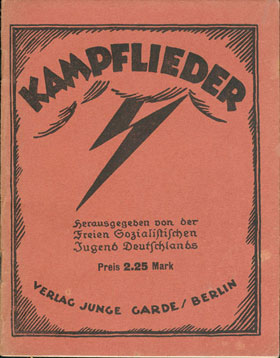 KAMPFLIEDER
Herausgegeben von der
Freien Sozialistischen
Jugend Deutschlands
Preis 2.25 Mark
VERLAG JUNGE GARDE / BERLIN